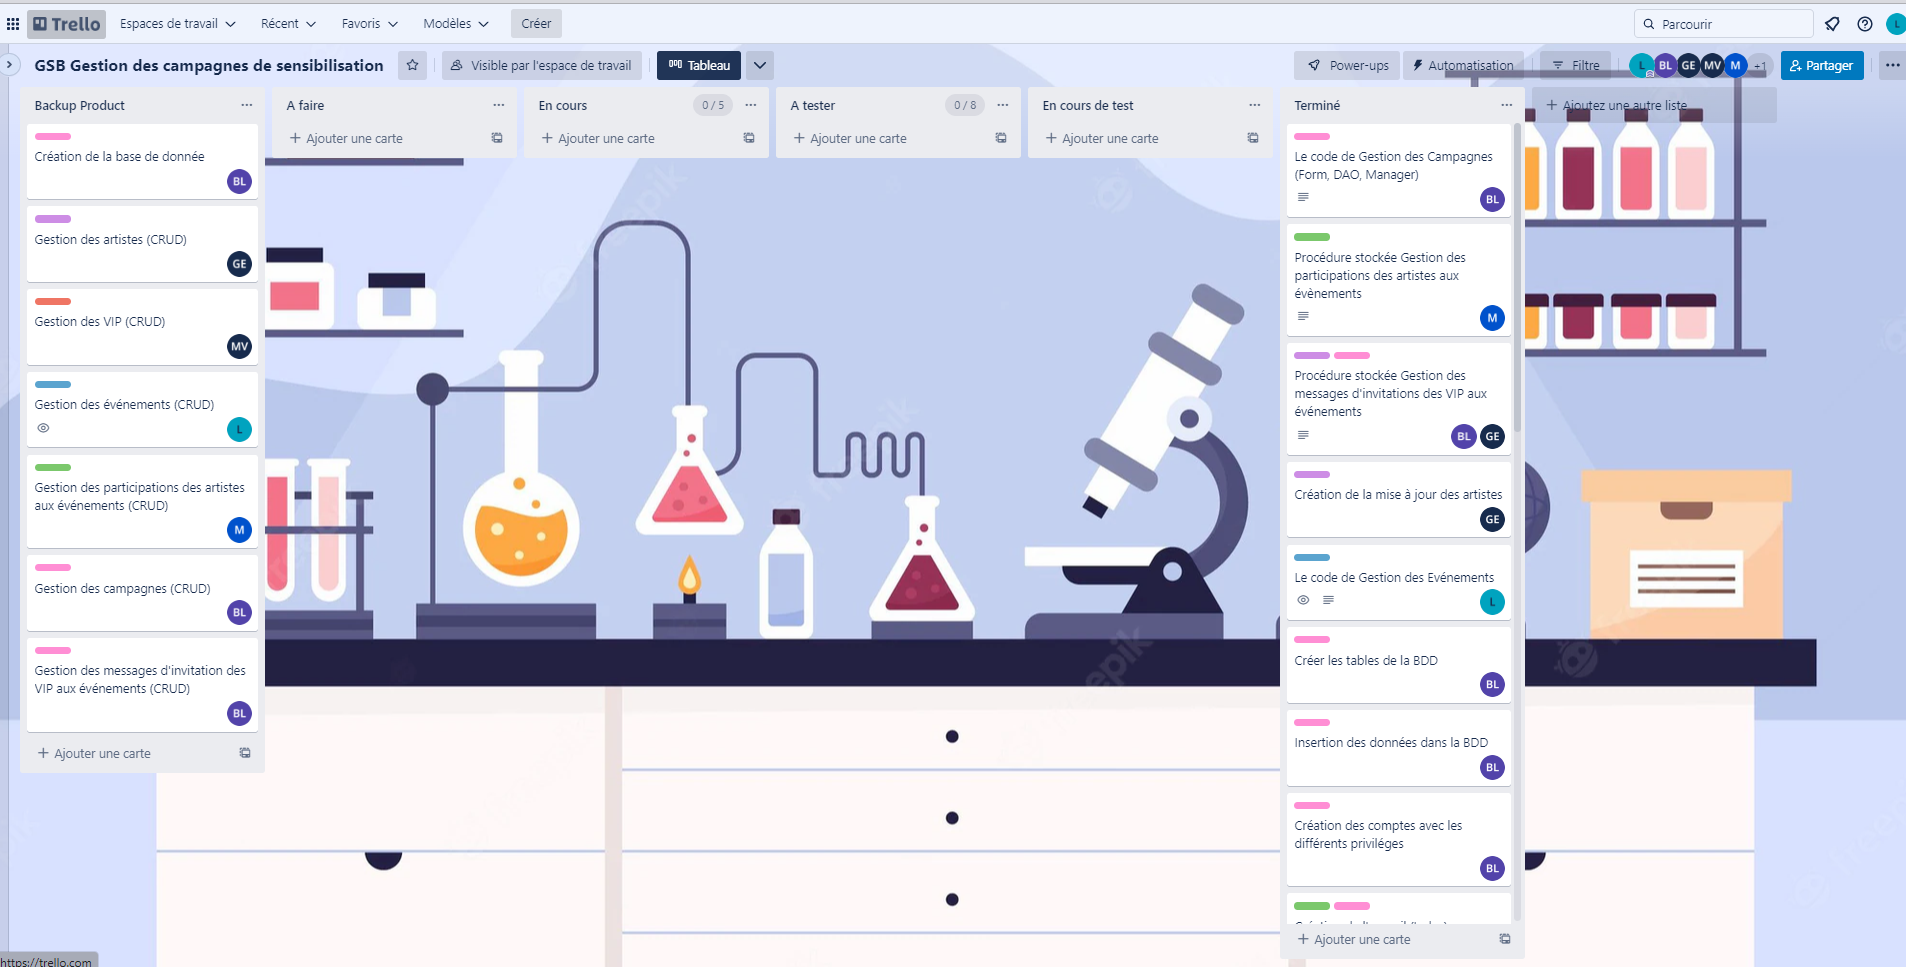 Trello
Espaces de travail
Récent
Favoris
Modèles
Créer
Parcourir
L
GSB Gestion des campagnes de sensibilisation
Visible par l'espace de travail
Tableau
Power-ups
Automatisation
Filtre
L
BL
GE
MV
M
+1
Partager
Backup Product
Création de la base de donnée
BL
Gestion des artistes (CRUD)
GE
Gestion des VIP (CRUD)
MV
Gestion des événements (CRUD)
L
Gestion des participations des artistes
aux événements (CRUD)
M
Gestion des campagnes (CRUD)
BL
Gestion des messages d'invitation des
VIP aux événements (CRUD)
BL
Ajouter une carte
A faire
Ajouter une carte
En cours
0 / 5
Ajouter une carte
A tester
0 / 8
Ajouter une carte
En cours de test
Ajouter une carte
Terminé
Le code de Gestion des Campagnes
(Form, DAO, Manager)
BL
Procédure stockée Gestion des
participations des artistes aux
évènements
M
Procédure stockée Gestion des
messages d'invitations des VIP aux
événements
BL
GE
Création de la mise à jour des artistes
GE
Le code de Gestion des Evénements
L
Créer les tables de la BDD
BL
Insertion des données dans la BDD
BL
Création des comptes avec les
différents priviléges
BL
Ajouter une carte
Ajoutez une autre liste
freepik
https://trello.com